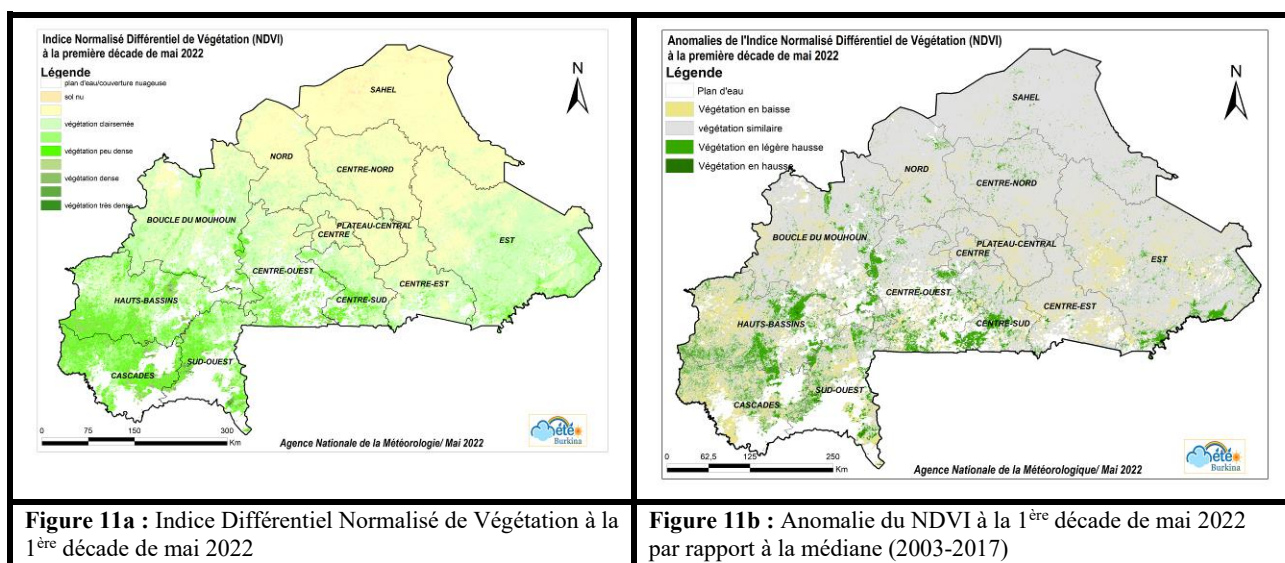 Indice Normalisé Différentiel de Végétation (NDVI)
à la première décade de mai 2022
Légende
plan d'eau/couverture nuageuse
sol nu
végétation clairsemée
végétation peu dense
végétation dense
végétation très dense
N
SAHEL
NORD
CENTRE-NORD
BOUCLE DU MOUHOUN
PLATEAU-CENTRAL
CENTRE
EST
CENTRE-OUEST
CENTRE-EST
HAUTS-BASSINS
CENTRE-SUD
SUD-OUEST
CASCADES
0 75 150 300
Km
Agence Nationale de la Météorologie/ Mai 2022
été
Burkina
Anomalies de l'Indice Normalisé Différentiel de Végétation (NDVI)
à la première décade de mai 2022
Légende
Plan d'eau
Végétation en baisse
végétation similaire
Végétation en légère hausse
Végétation en hausse
N
SAHEL
NORD
CENTRE-NORD
BOUCLE DU MOUHOUN
PLATEAU-CENTRAL
CENTRE
EST
CENTRE-OUEST
CENTRE-EST
HAUTS-BASSINS
CENTRE-SUD
SUD-OUEST
CASCADES
0 62,5 125 250
Km
Agence Nationale de la Météorologique/ Mai 2022
été
Burkina
Figure 11a : Indice Différentiel Normalisé de Végétation à la
1ère décade de mai 2022
Figure 11b : Anomalie du NDVI à la 1ère décade de mai 2022
par rapport à la médiane (2003-2017)